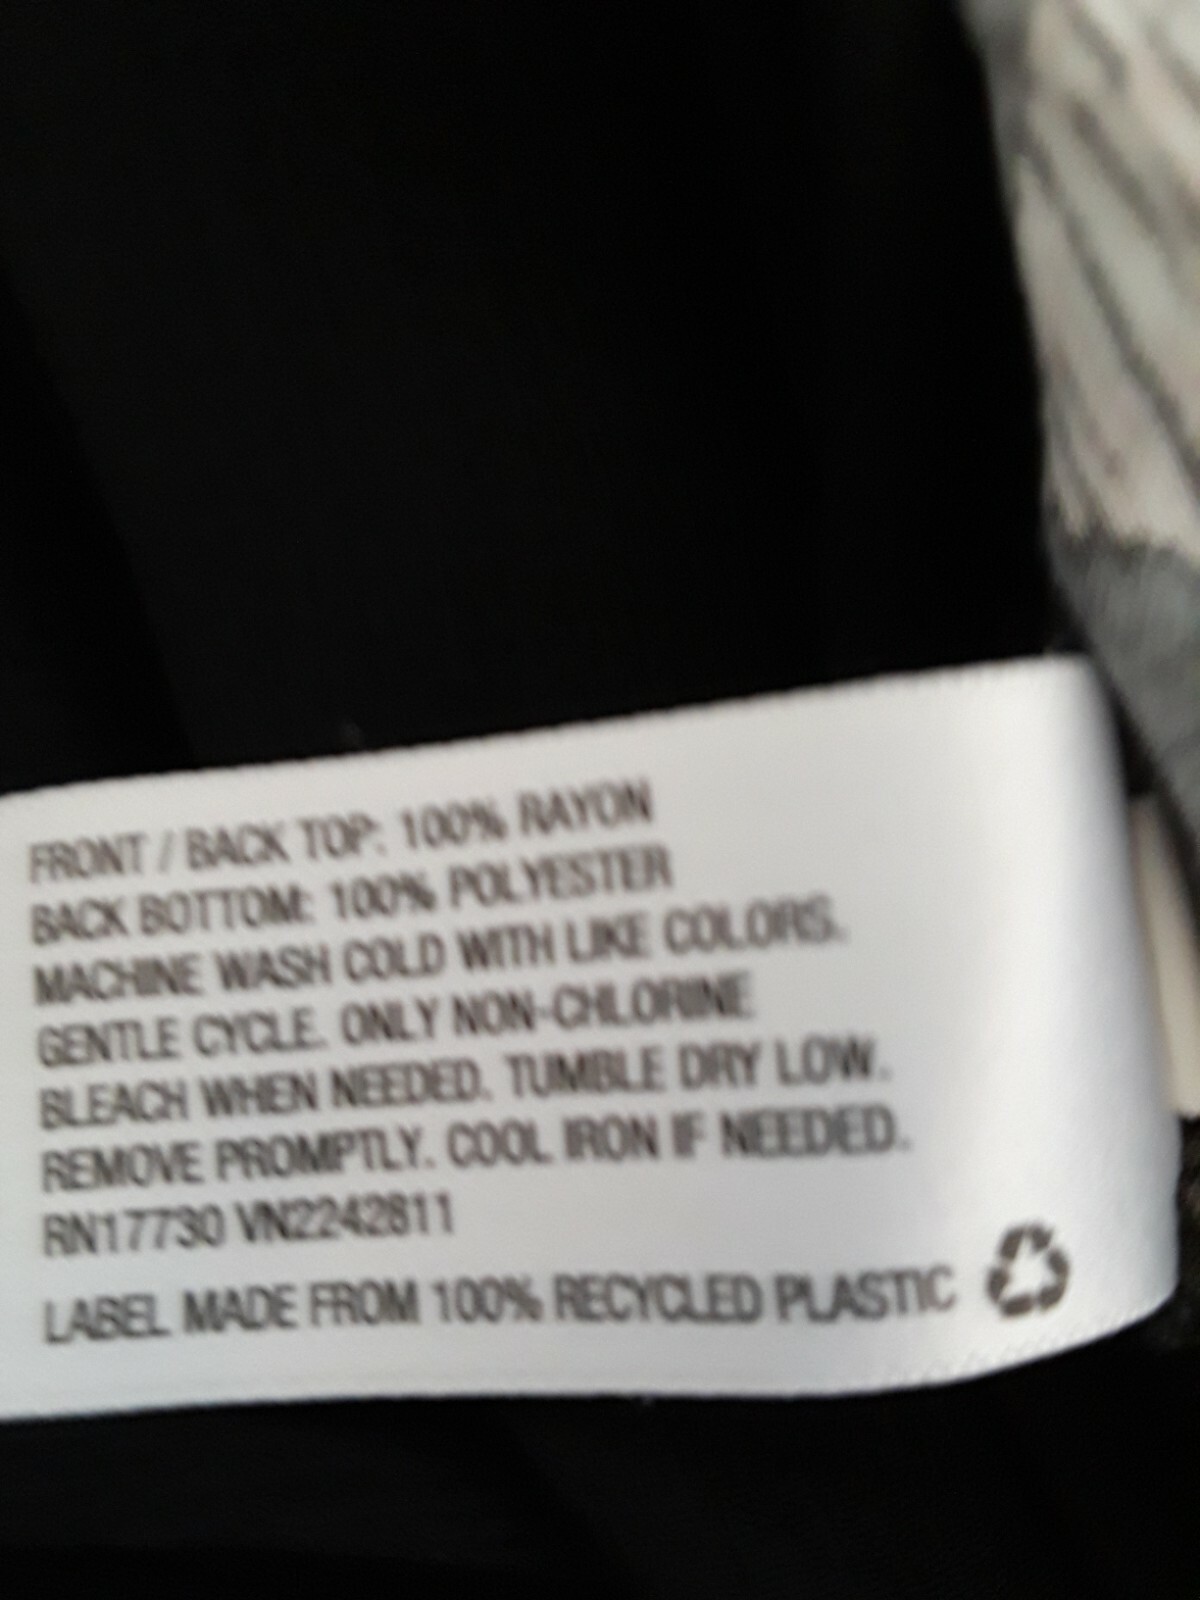 FRONT / BACK TOP: 100% RAYON
BACK BOTTOM: 100% POLYESTER
MACHINE WASH COLD WITH LIKE COLORS.
GENTLE CYCLE. ONLY NON-CHLORINE
BLEACH WHEN NEEDED. TUMBLE DRY LOW.
REMOVE PROMPTLY. COOL IRON IF NEEDED.
RN17730 VN2242811
LABEL MADE FROM 100% RECYCLED PLASTIC